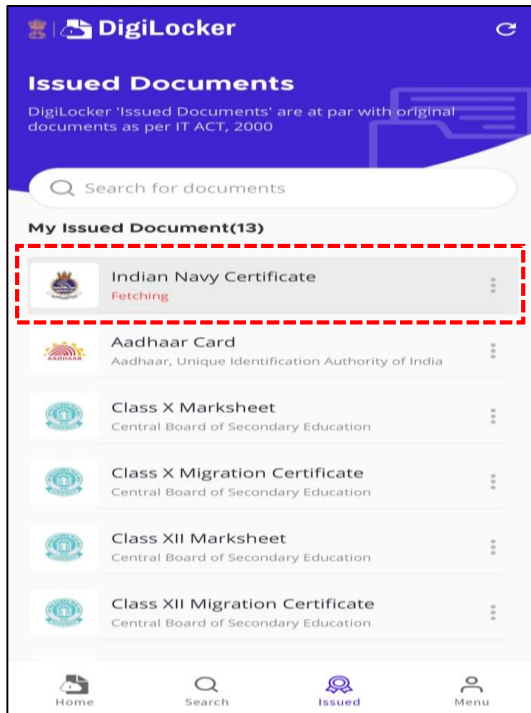 DigiLocker
Issued Documents
DigiLocker 'Issued Documents' are at par with original
documents as per IT ACT, 2000
Search for documents
My Issued Document(13)
Indian Navy Certificate
Fetching
Aadhaar Card
AADHAAR
Aadhaar, Unique Identification Authority of India
Class X Marksheet
Central Board of Secondary Education
Class X Migration Certificate
Central Board of Secondary Education
Class XII Marksheet
Central Board of Secondary Education
Class XII Migration Certificate
Central Board of Secondary Education
Home
Search
Issued
Menu